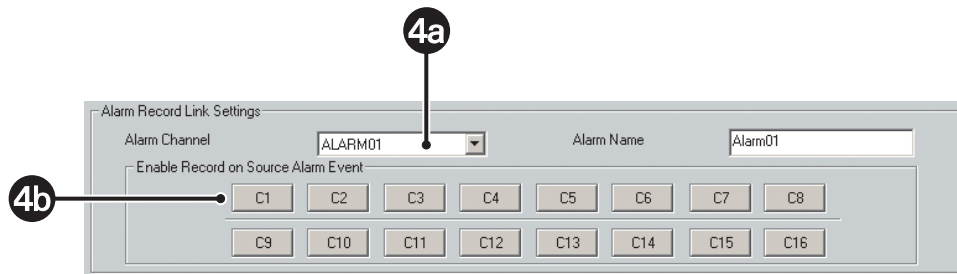 4a
Alarm Record Link Settings
Alarm Channel ALARM01 Alarm Name Alarm01
Enable Record on Source Alarm Event
4b C1 C2 C3 C4 C5 C6 C7 C8
C9 C10 C11 C12 C13 C14 C15 C16